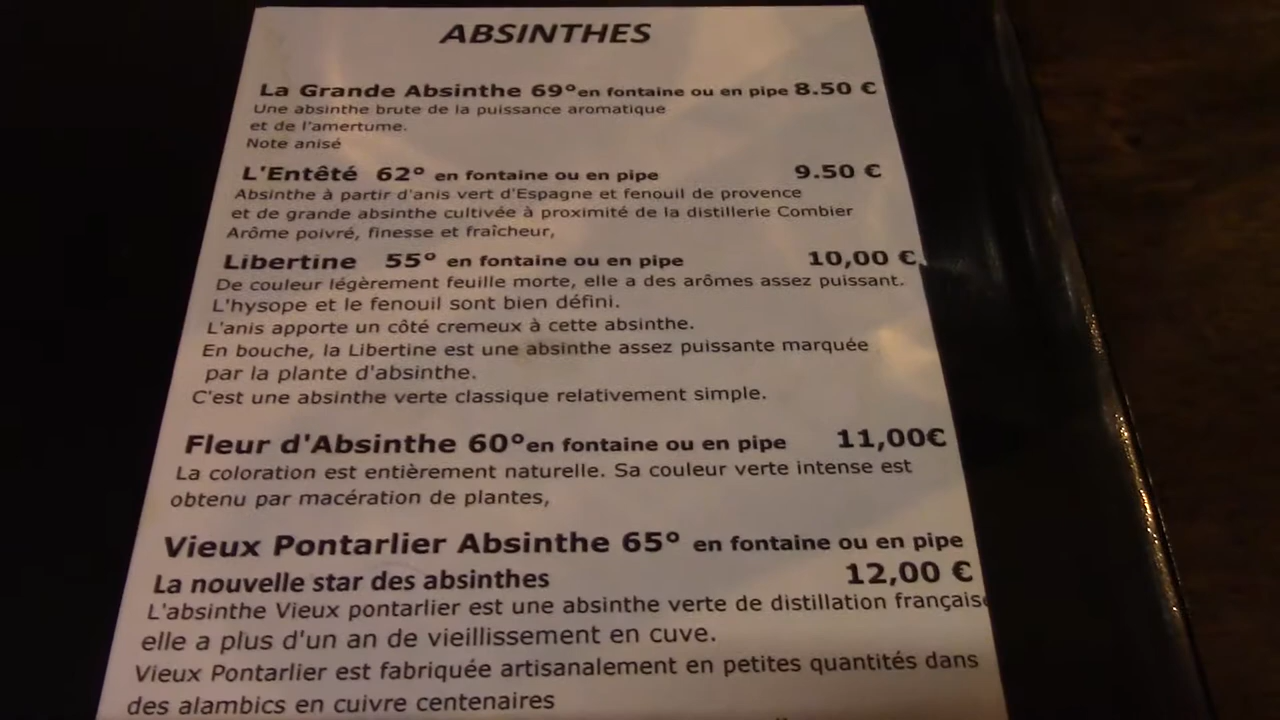 ABSINTHES
La Grande Absinthe 69° en fontaine ou en pipe 8.50 €
Une absinthe brute de la puissance aromatique
et de l'amertume.
Note anisé
L'Entêté 62° en fontaine ou en pipe 9.50 €
Absinthe à partir d'anis vert d'Espagne et fenouil de provence
et de grande absinthe cultivée à proximité de la distillerie Combier
Arôme poivré, finesse et fraîcheur,
Libertine 55° en fontaine ou en pipe 10,00 €
De couleur légèrement feuille morte, elle a des arômes assez puissant.
L'hysope et le fenouil sont bien défini.
L'anis apporte un côté cremeux à cette absinthe.
En bouche, la Libertine est une absinthe assez puissante marquée
par la plante d'absinthe.
C'est une absinthe verte classique relativement simple.
Fleur d'Absinthe 60° en fontaine ou en pipe 11,00€
La coloration est entièrement naturelle. Sa couleur verte intense est
obtenu par macération de plantes,
Vieux Pontarlier Absinthe 65° en fontaine ou en pipe
La nouvelle star des absinthes 12,00 €
L'absinthe Vieux pontarlier est une absinthe verte de distillation française
elle a plus d'un an de vieillissement en cuve.
Vieux Pontarlier est fabriquée artisanalement en petites quantités dans
des alambics en cuivre centenaires